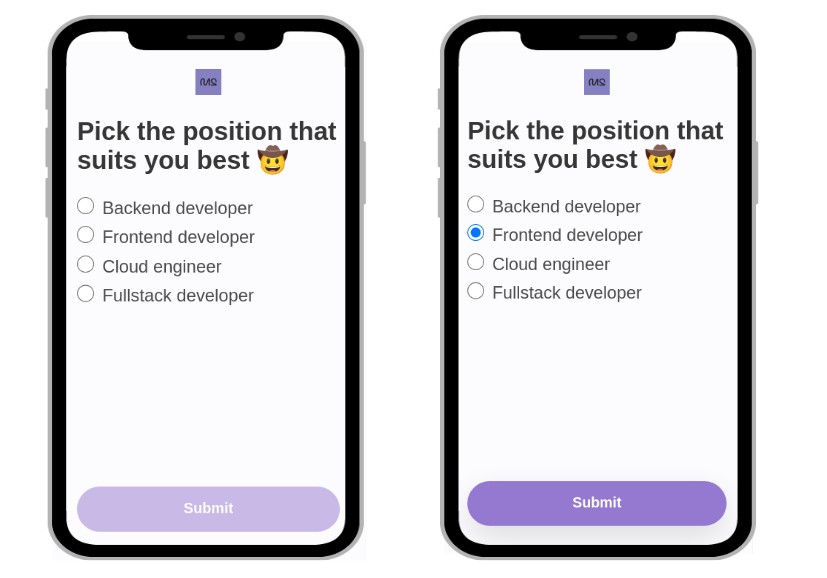 Pick the position that
suits you best 🤠
Backend developer
Frontend developer
Cloud engineer
Fullstack developer
Submit
Pick the position that
suits you best 🤠
Backend developer
Frontend developer
Cloud engineer
Fullstack developer
Submit